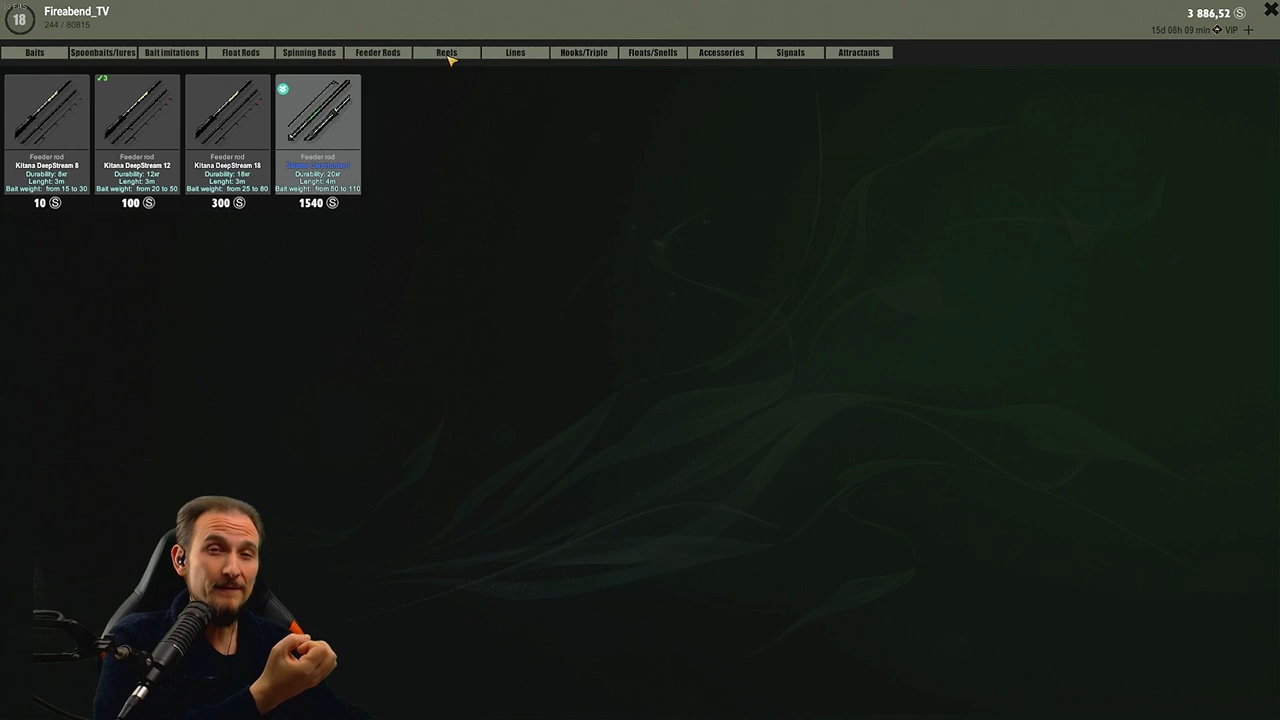 18
Fireabend_TV
244 / 80815
3 886,52 S
15d 08h 09 min VIP +
Baits Spoonbaits/lures Bait imitations Float Rods Spinning Rods Feeder Rods Reels Lines Hooks/Triple Floats/Snells Accessories Signals Attractants
✓3
Feeder rod Feeder rod Feeder rod Feeder rod
Kitana DeepStream 8 Kitana DeepStream 12 Kitana DeepStream 18
Durability: 8кг Durability: 12кг Durability: 18кг Durability: 20кг
Lenght: 3m Lenght: 3m Lenght: 3m Lenght: 4m
Bait weight: from 15 to 30 Bait weight: from 20 to 50 Bait weight: from 25 to 80 Bait weight: from 50 to 110
10 S 100 S 300 S 1540 S